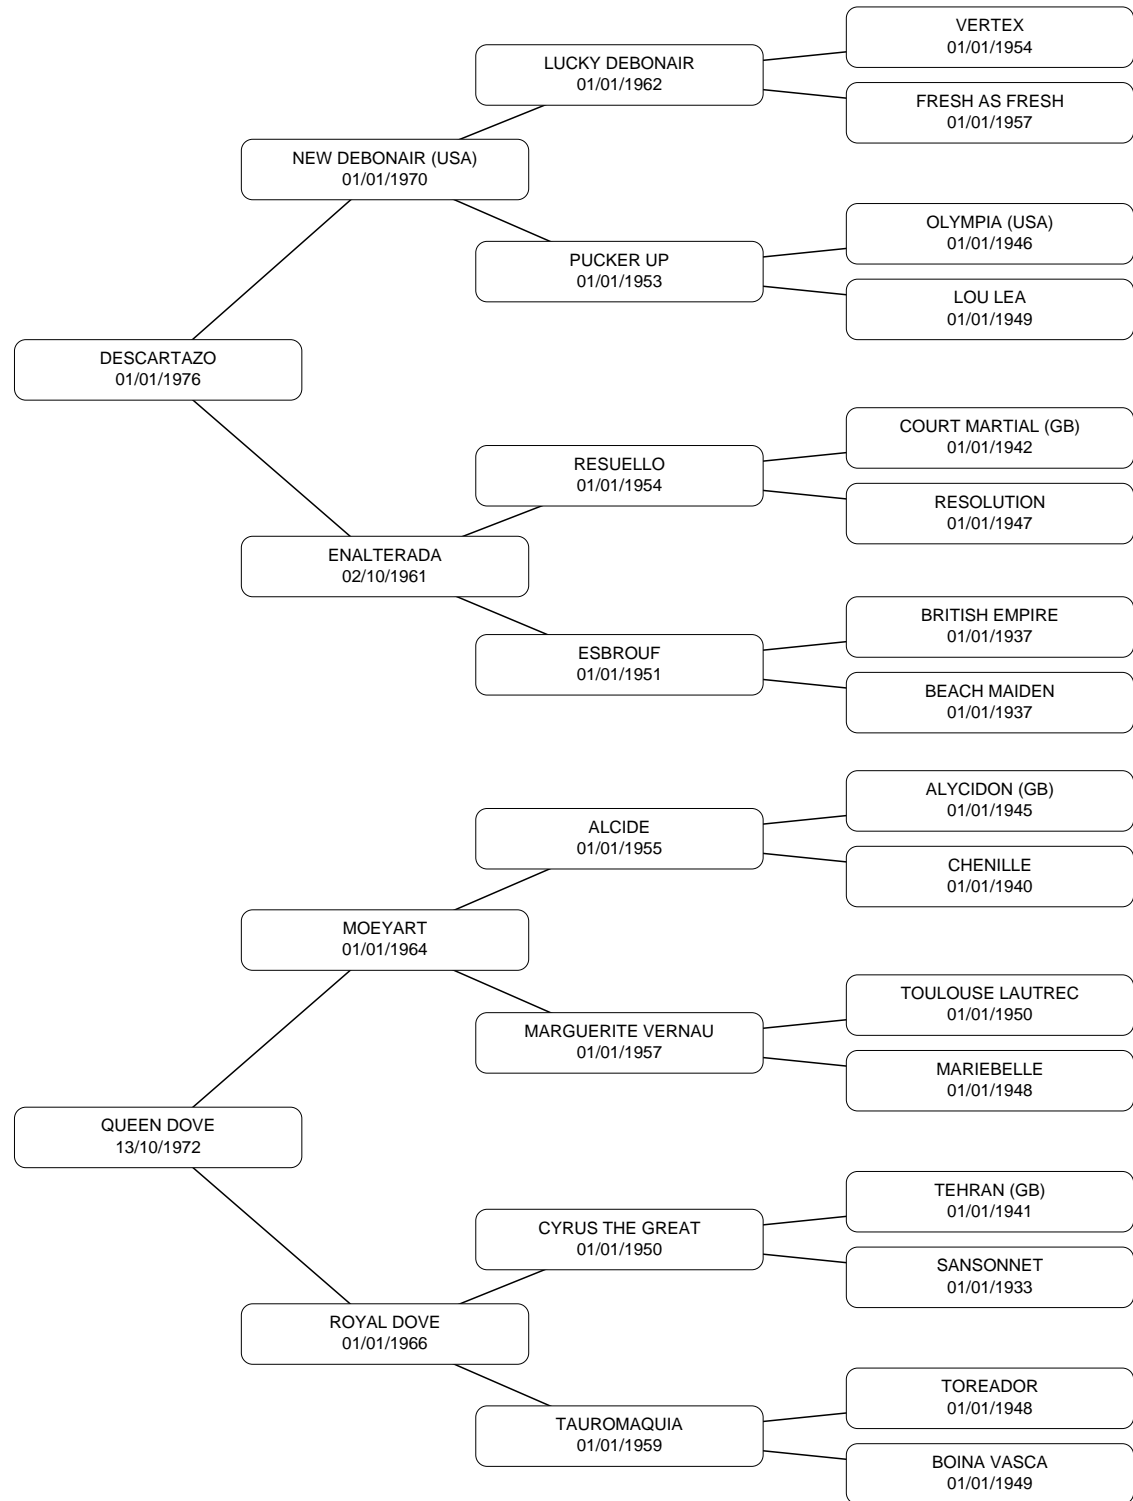 VERTEX
01/01/1954
LUCKY DEBONAIR
01/01/1962
FRESH AS FRESH
01/01/1957
NEW DEBONAIR (USA)
01/01/1970
OLYMPIA (USA)
01/01/1946
PUCKER UP
01/01/1953
LOU LEA
01/01/1949
DESCARTAZO
01/01/1976
COURT MARTIAL (GB)
01/01/1942
RESUELLO
01/01/1954
RESOLUTION
01/01/1947
ENALTERADA
02/10/1961
BRITISH EMPIRE
01/01/1937
ESBROUF
01/01/1951
BEACH MAIDEN
01/01/1937
ALYCIDON (GB)
01/01/1945
ALCIDE
01/01/1955
CHENILLE
01/01/1940
MOEYART
01/01/1964
TOULOUSE LAUTREC
01/01/1950
MARGUERITE VERNAU
01/01/1957
MARIEBELLE
01/01/1948
QUEEN DOVE
13/10/1972
TEHRAN (GB)
01/01/1941
CYRUS THE GREAT
01/01/1950
SANSONNET
01/01/1933
ROYAL DOVE
01/01/1966
TOREADOR
01/01/1948
TAUROMAQUIA
01/01/1959
BOINA VASCA
01/01/1949